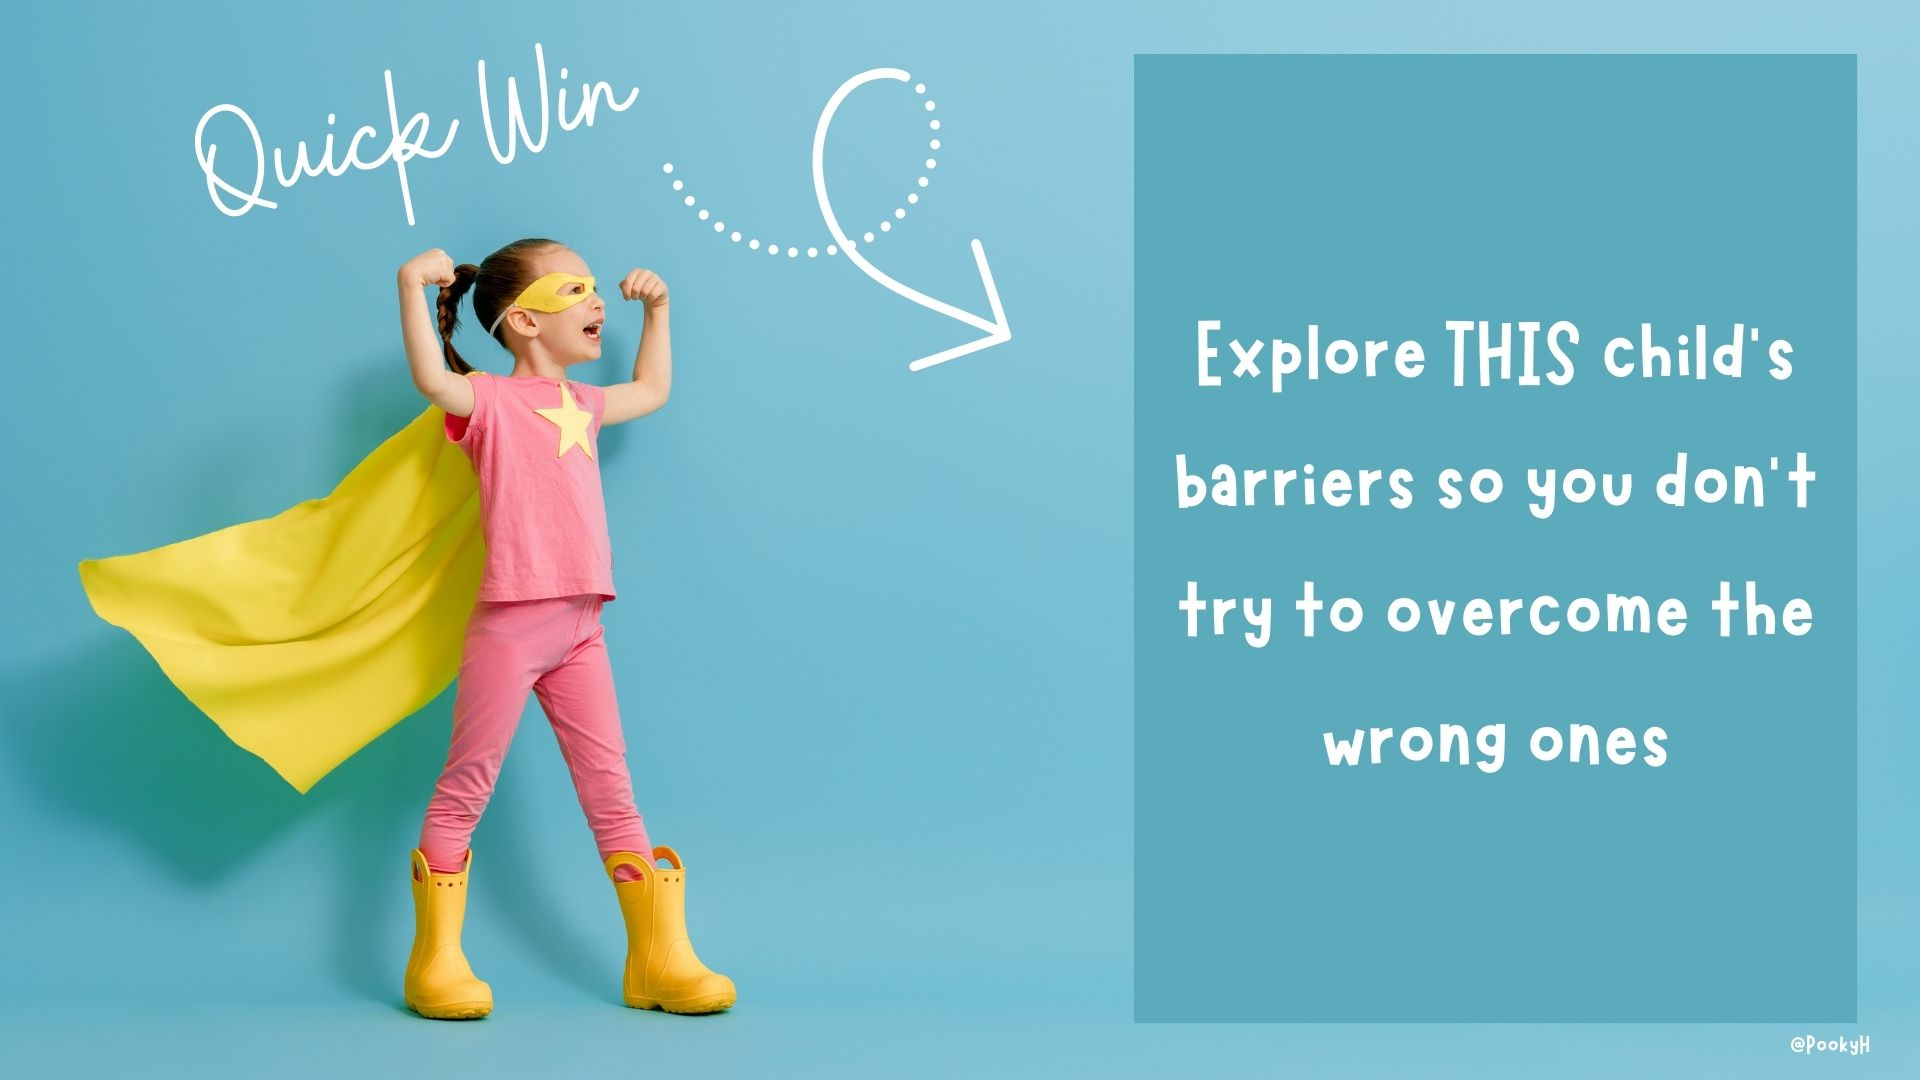 Quick Win
Explore THIS child's
barriers so you don't
try to overcome the
wrong ones
@PookyH